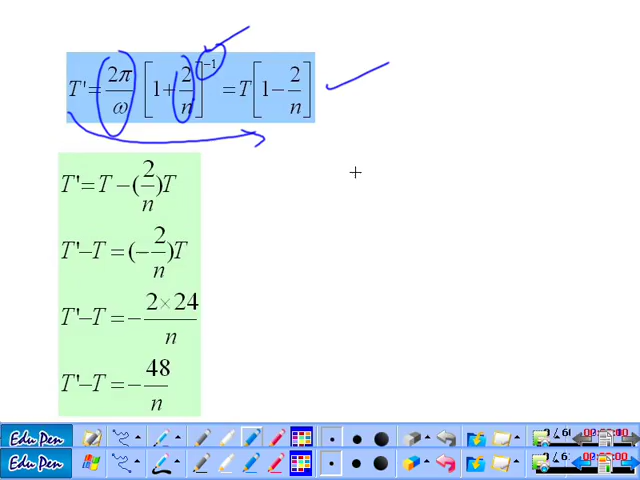 T' = 2π/ω [1 + 2/n]⁻¹ = T[1 − 2/n]
T' = T − (2/n)T
T' − T = (− 2/n)T
T' − T = − 2×24/n
T' − T = − 48/n
Edu Pen
Edu Pen